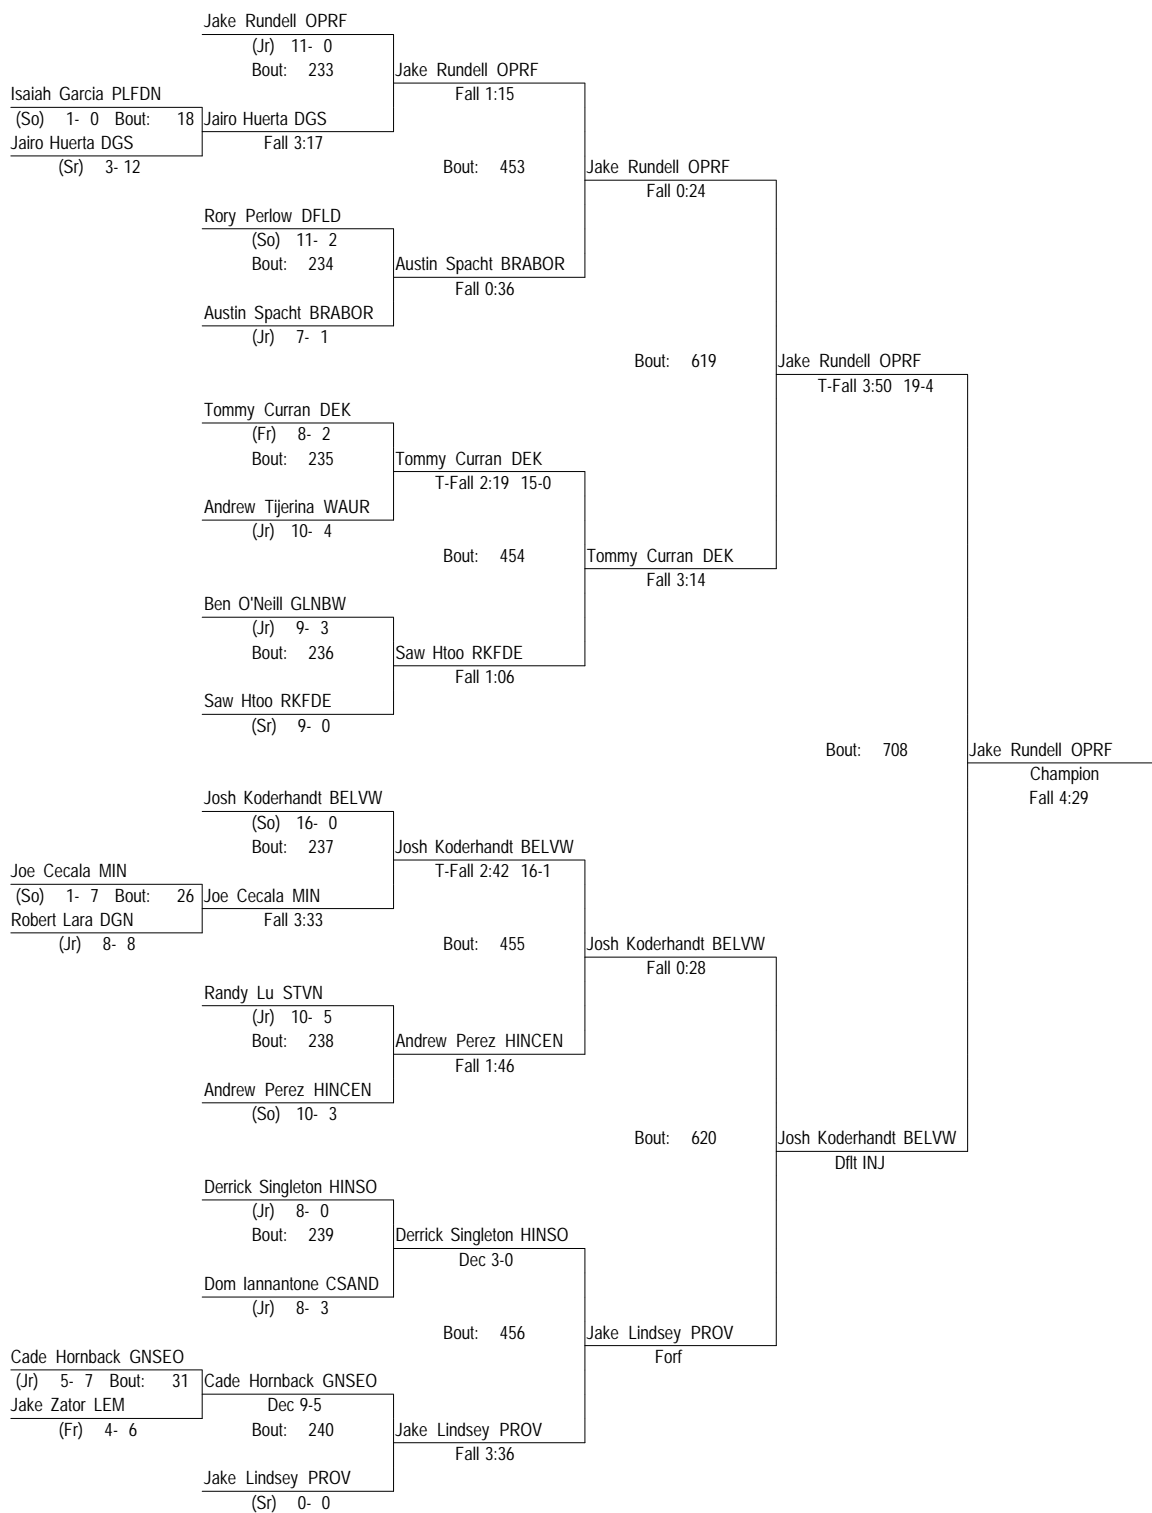 Jake Rundell OPRF
(Jr) 11- 0
Bout: 233
Jake Rundell OPRF
Fall 1:15
Isaiah Garcia PLFDN
(So) 1- 0 Bout: 18
Jairo Huerta DGS
Jairo Huerta DGS
Fall 3:17
(Sr) 3- 12
Bout: 453
Jake Rundell OPRF
Fall 0:24
Rory Perlow DFLD
(So) 11- 2
Bout: 234
Austin Spacht BRABOR
Fall 0:36
Austin Spacht BRABOR
(Jr) 7- 1
Bout: 619
Jake Rundell OPRF
T-Fall 3:50 19-4
Tommy Curran DEK
(Fr) 8- 2
Bout: 235
Tommy Curran DEK
T-Fall 2:19 15-0
Andrew Tijerina WAUR
(Jr) 10- 4
Bout: 454
Tommy Curran DEK
Fall 3:14
Ben O'Neill GLNBW
(Jr) 9- 3
Bout: 236
Saw Htoo RKFDE
Fall 1:06
Saw Htoo RKFDE
(Sr) 9- 0
Bout: 708
Jake Rundell OPRF
Champion
Fall 4:29
Josh Koderhandt BELVW
(So) 16- 0
Bout: 237
Josh Koderhandt BELVW
T-Fall 2:42 16-1
Joe Cecala MIN
(So) 1- 7 Bout: 26
Joe Cecala MIN
Robert Lara DGN
Fall 3:33
(Jr) 8- 8
Bout: 455
Josh Koderhandt BELVW
Fall 0:28
Randy Lu STVN
(Jr) 10- 5
Bout: 238
Andrew Perez HINCEN
Fall 1:46
Andrew Perez HINCEN
(So) 10- 3
Bout: 620
Josh Koderhandt BELVW
Dflt INJ
Derrick Singleton HINSO
(Jr) 8- 0
Bout: 239
Derrick Singleton HINSO
Dec 3-0
Dom Iannantone CSAND
(Jr) 8- 3
Bout: 456
Jake Lindsey PROV
Forf
Cade Hornback GNSEO
(Jr) 5- 7 Bout: 31
Cade Hornback GNSEO
Jake Zator LEM
Dec 9-5
(Fr) 4- 6
Bout: 240
Jake Lindsey PROV
Fall 3:36
Jake Lindsey PROV
(Sr) 0- 0